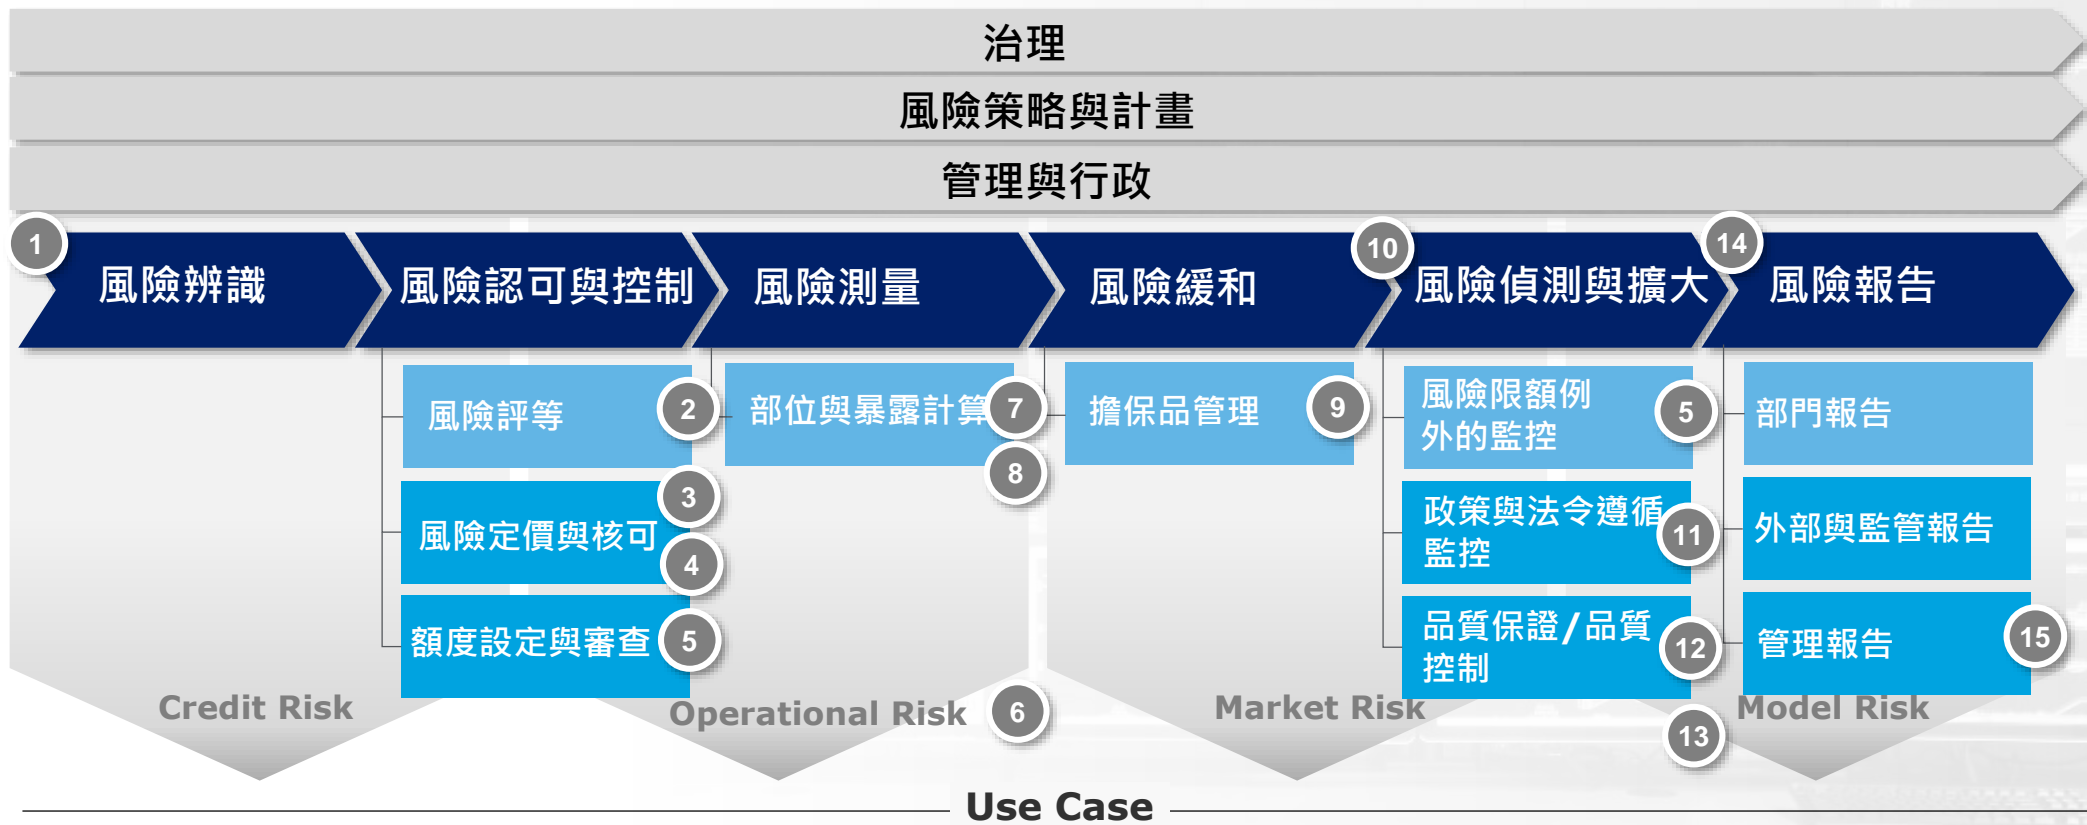 治理
風險策略與計畫
管理與行政
1
風險辨識
風險認可與控制
風險測量
風險緩和
10
風險偵測與擴大
14
風險報告
風險評等
2
風險定價與核可
3
4
額度設定與審查
5
部位與暴露計算
7
8
擔保品管理
9
風險限額例
外的監控
5
政策與法令遵循
監控
11
品質保證/品質
控制
12
13
部門報告
外部與監管報告
管理報告
15
Credit Risk
Operational Risk
6
Market Risk
Model Risk
Use Case